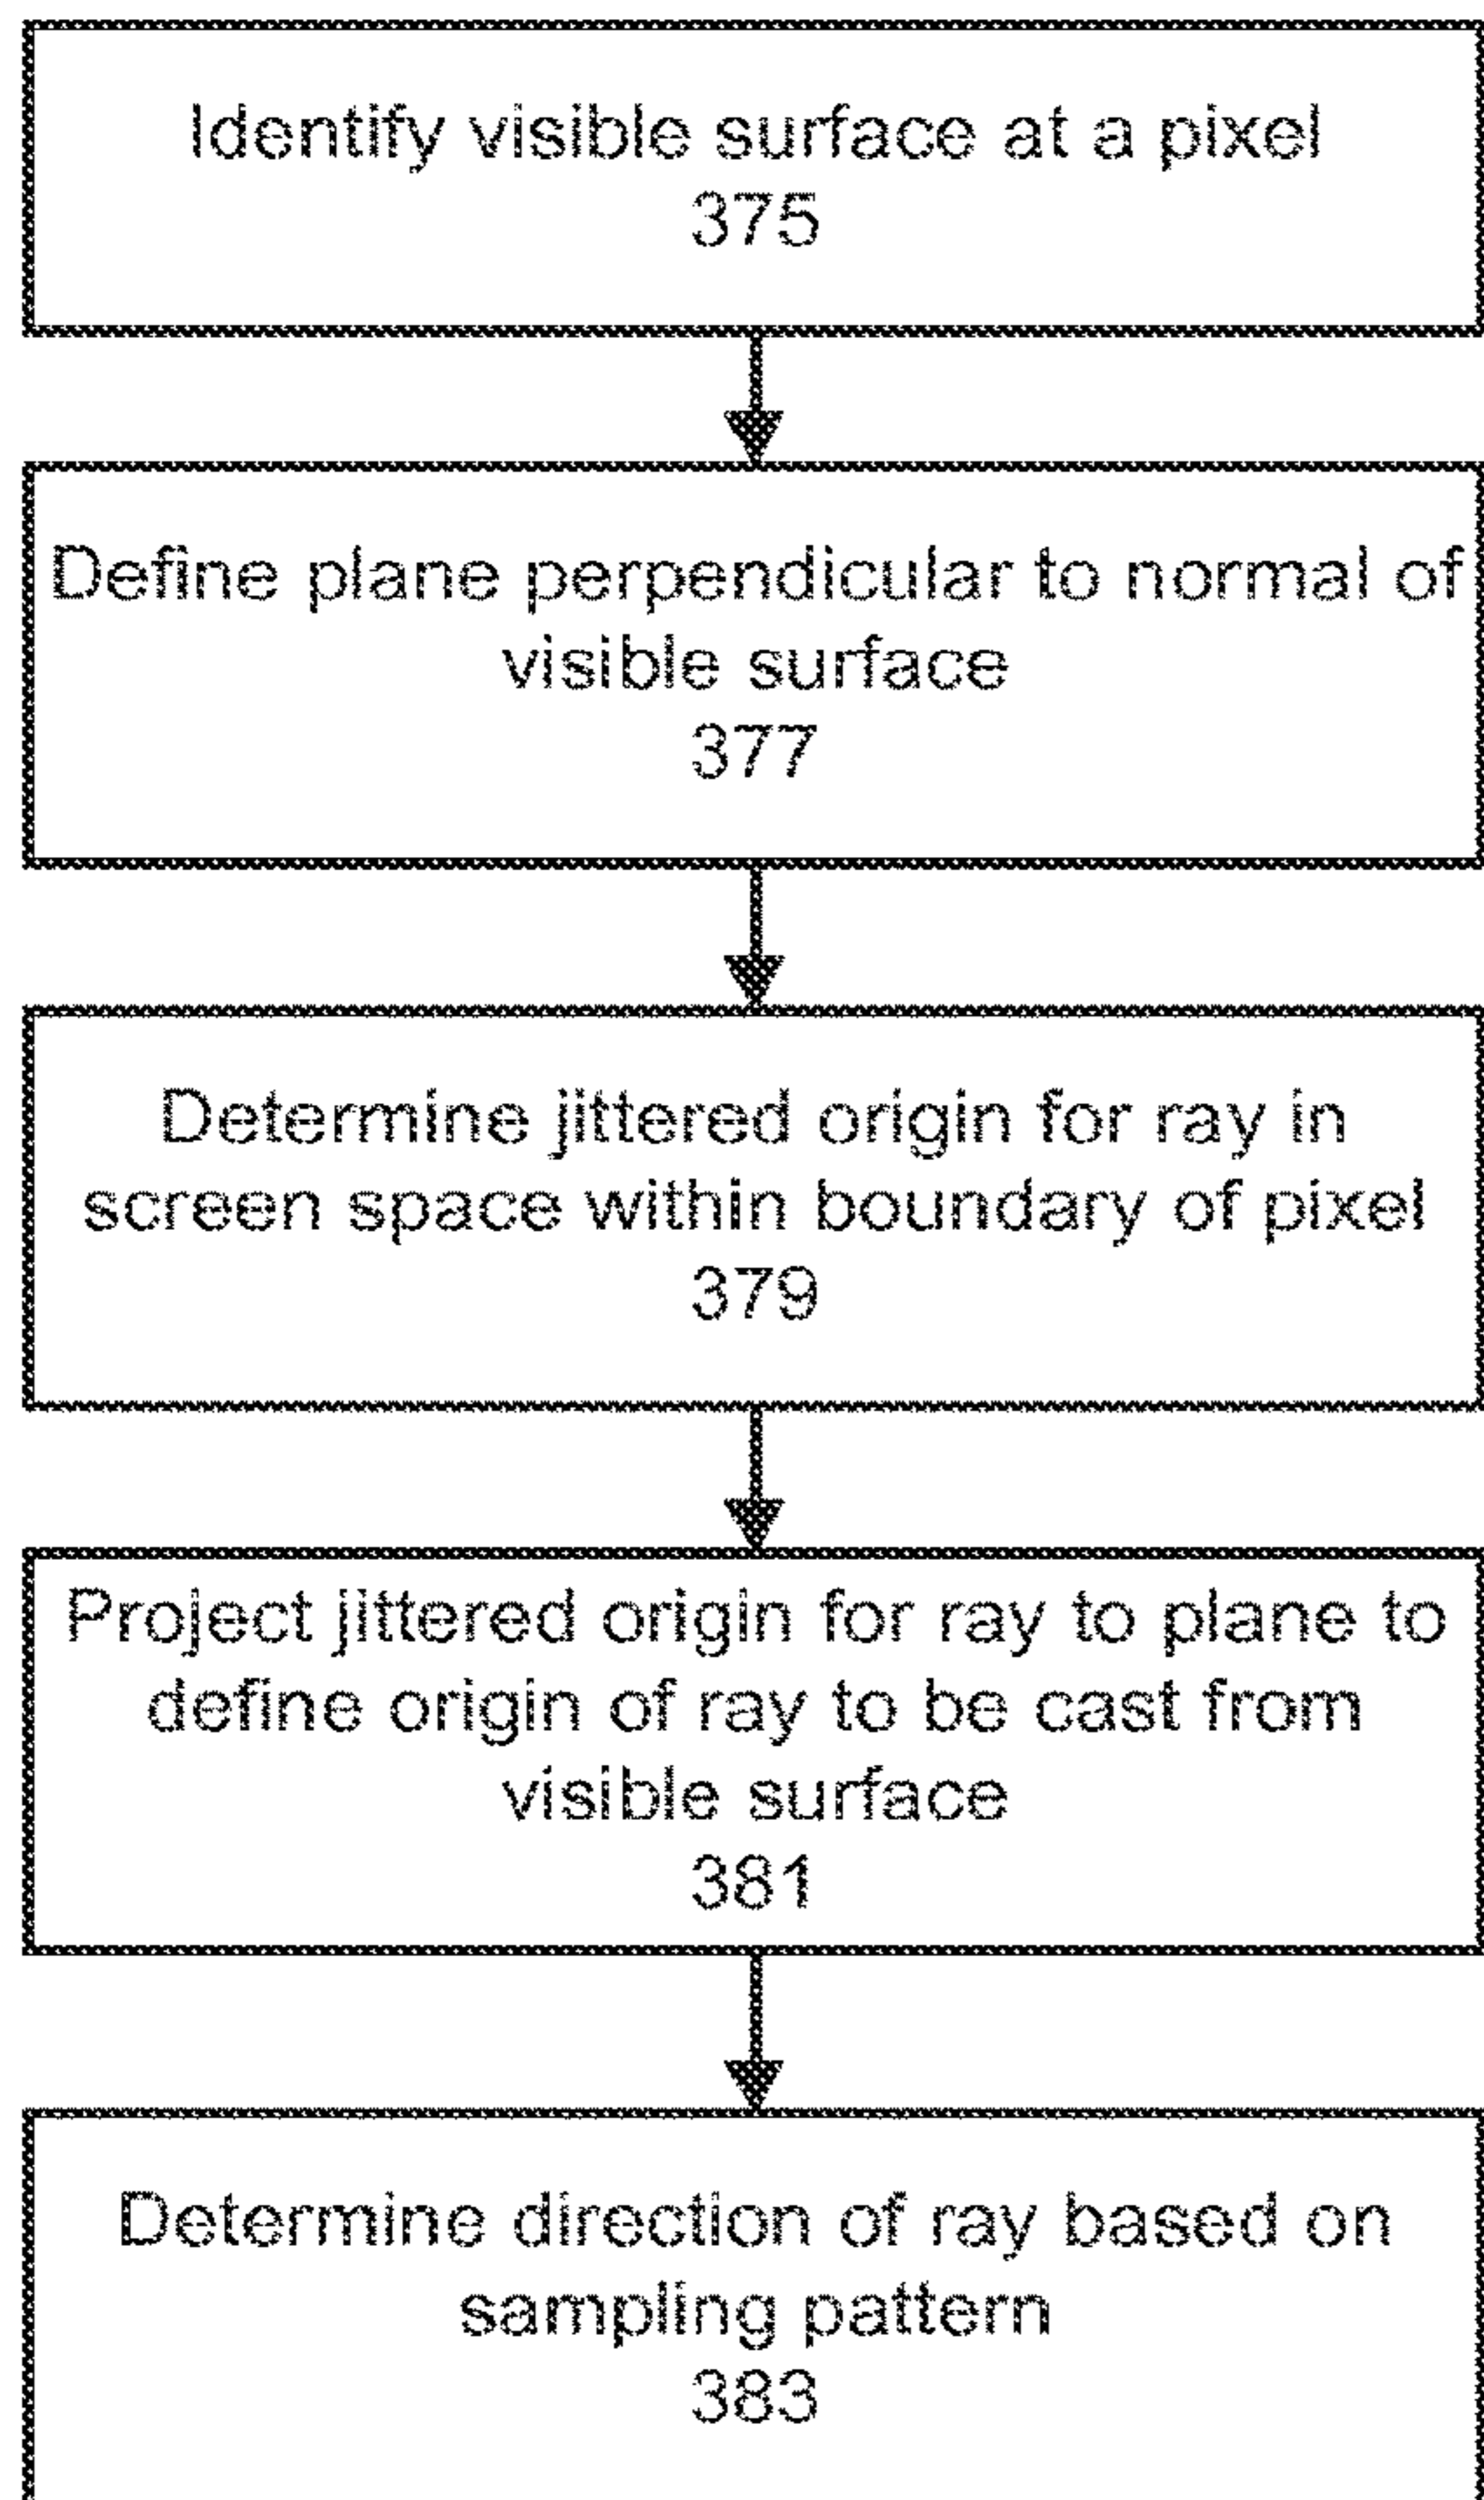 Identify visible surface at a pixel
375
Define plane perpendicular to normal of
visible surface
377
Determine jittered origin for ray in
screen space within boundary of pixel
379
Project jittered origin for ray to plane to
define origin of ray to be cast from
visible surface
381
Determine direction of ray based on
sampling pattern
383